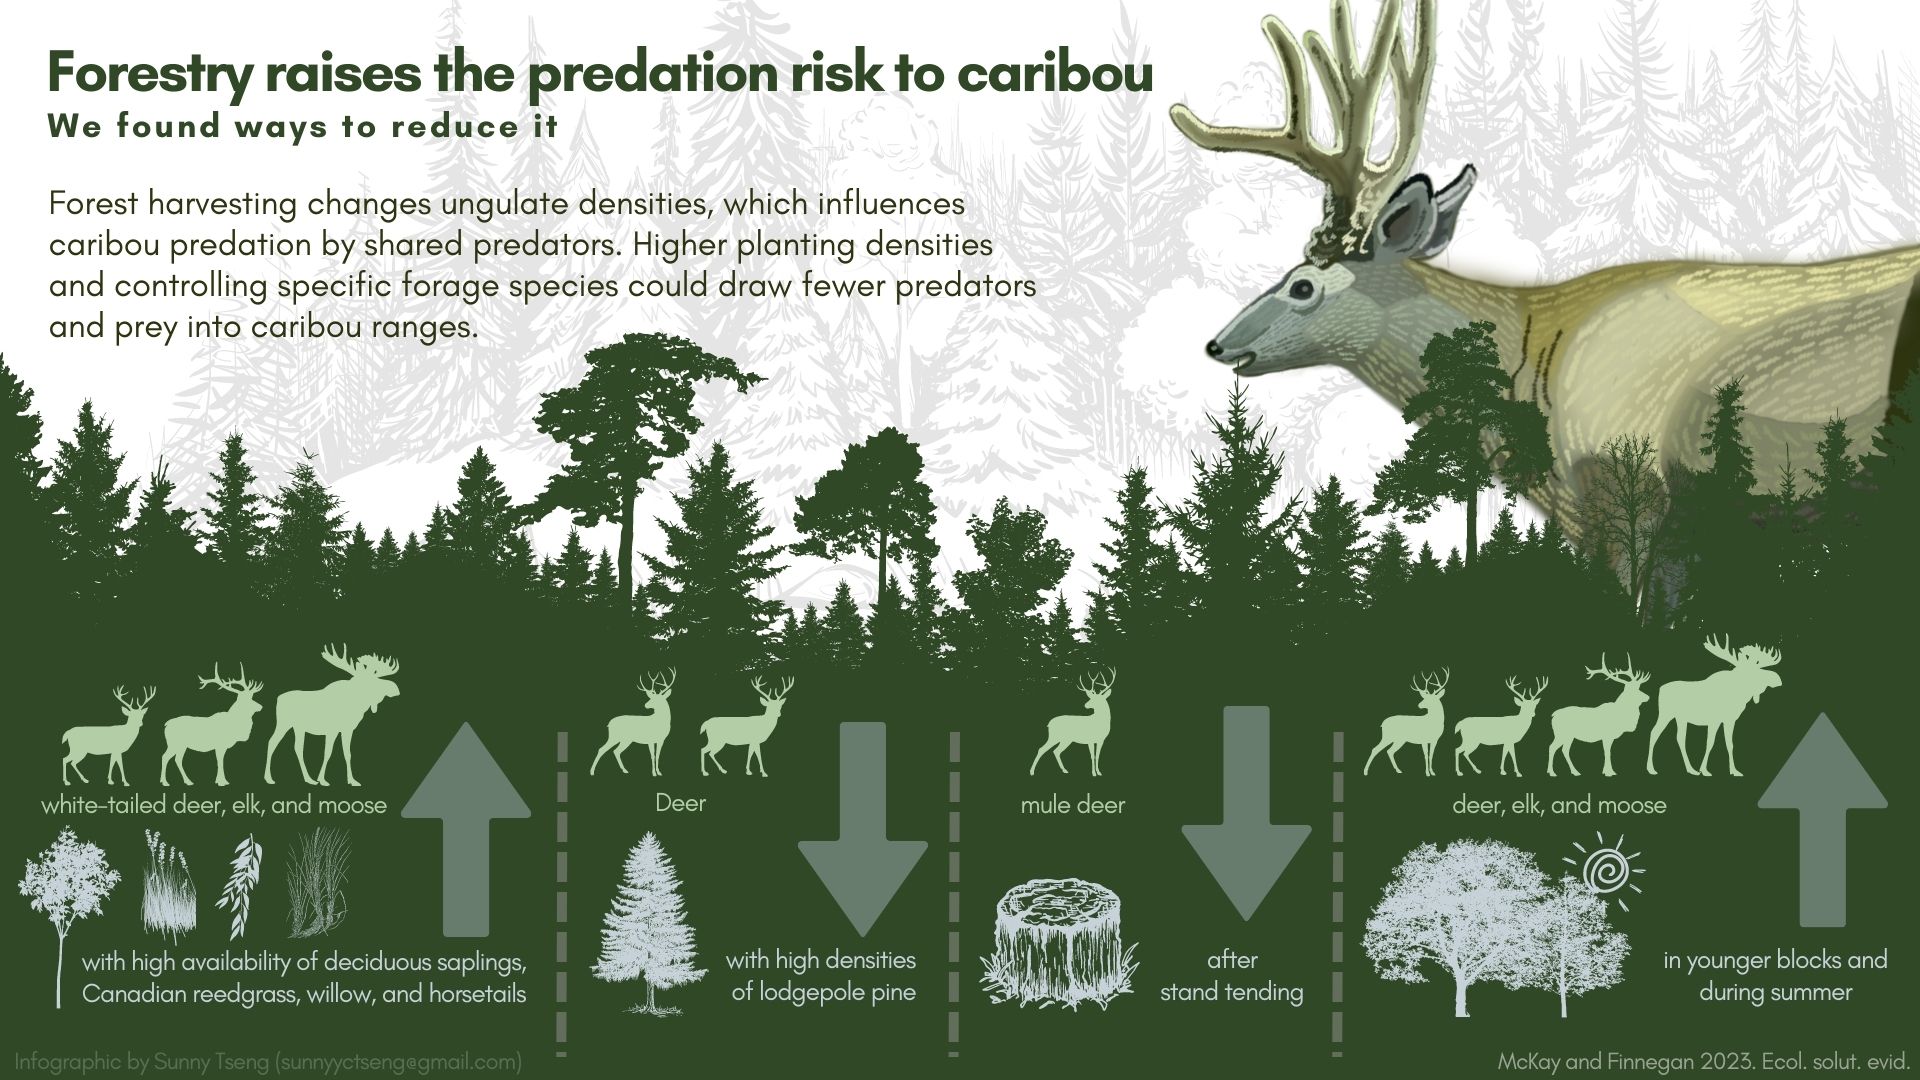 Forestry raises the predation risk to caribou
We found ways to reduce it
Forest harvesting changes ungulate densities, which influences
caribou predation by shared predators. Higher planting densities
and controlling specific forage species could draw fewer predators
and prey into caribou ranges.
white-tailed deer, elk, and moose
with high availability of deciduous saplings,
Canadian reedgrass, willow, and horsetails
Deer
with high densities
of lodgepole pine
mule deer
after
stand tending
deer, elk, and moose
in younger blocks and
during summer
Infographic by Sunny Tseng (sunnyyctseng@gmail.com)
McKay and Finnegan 2023. Ecol. solut. evid.